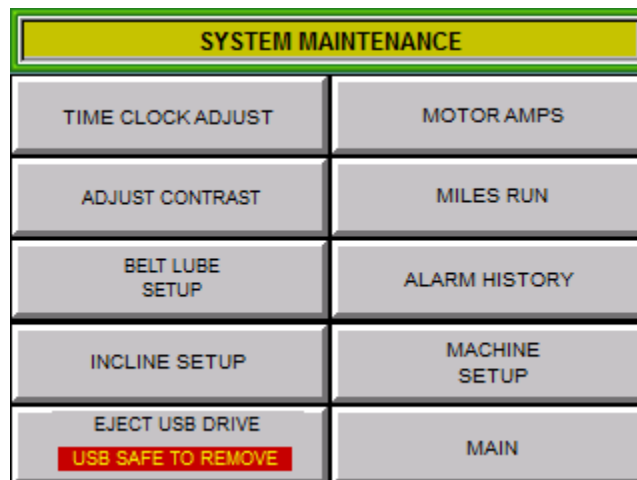 SYSTEM MAINTENANCE
TIME CLOCK ADJUST
MOTOR AMPS
ADJUST CONTRAST
MILES RUN
BELT LUBE
SETUP
ALARM HISTORY
INCLINE SETUP
MACHINE
SETUP
EJECT USB DRIVE
USB SAFE TO REMOVE
MAIN